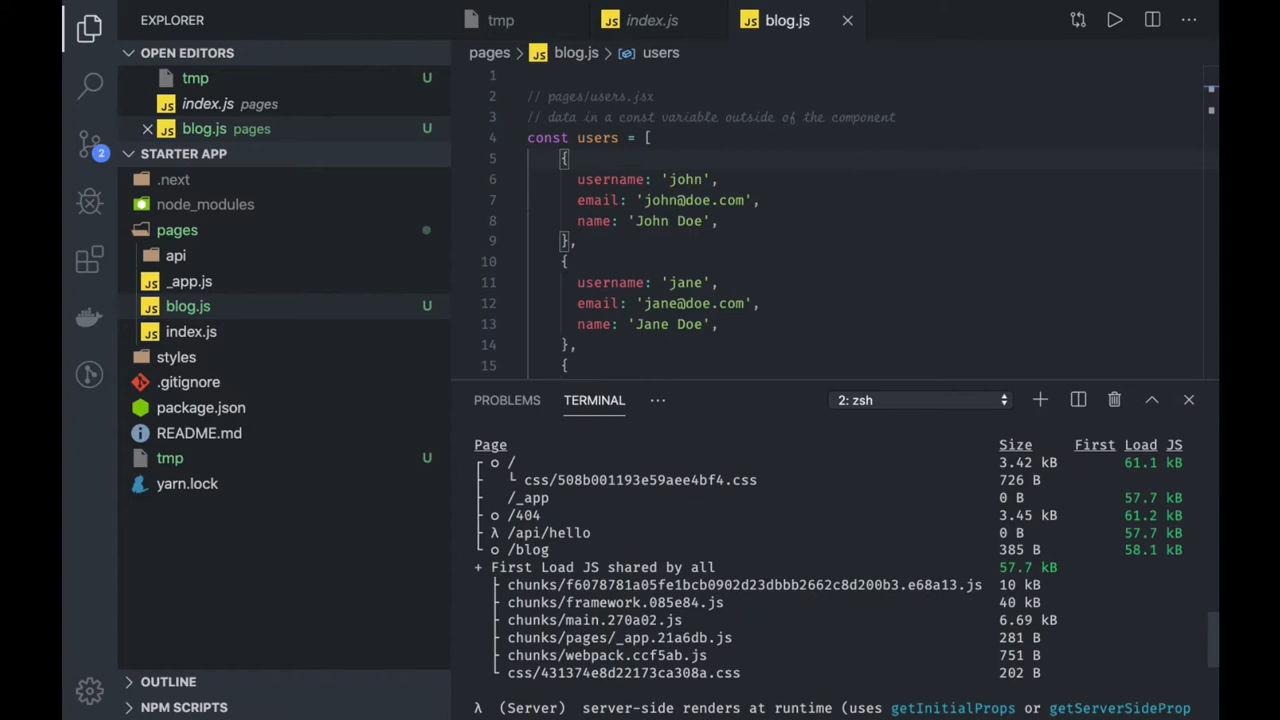 EXPLORER
OPEN EDITORS
tmp U
JS index.js pages
JS blog.js pages U
2
STARTER APP
.next
node_modules
pages
api
JS _app.js
JS blog.js U
JS index.js
styles
.gitignore
package.json
README.md
tmp U
yarn.lock
OUTLINE
NPM SCRIPTS
tmp JS index.js JS blog.js
pages > JS blog.js > users
1
2 // pages/users.jsx
3 // data in a const variable outside of the component
4 const users = [
5 {
6 username: 'john',
7 email: 'john@doe.com',
8 name: 'John Doe',
9 },
10 {
11 username: 'jane',
12 email: 'jane@doe.com',
13 name: 'Jane Doe',
14 },
15 {
PROBLEMS TERMINAL ··· 2: zsh
Page Size First Load JS
┌ ○ / 3.42 kB 61.1 kB
├ └ css/508b001193e59aee4bf4.css 726 B
├ /_app 0 B 57.7 kB
├ ○ /404 3.45 kB 61.2 kB
├ λ /api/hello 0 B 57.7 kB
└ ○ /blog 385 B 58.1 kB
+ First Load JS shared by all 57.7 kB
├ chunks/f6078781a05fe1bcb0902d23dbbb2662c8d200b3.e68a13.js 10 kB
├ chunks/framework.085e84.js 40 kB
├ chunks/main.270a02.js 6.69 kB
├ chunks/pages/_app.21a6db.js 281 B
├ chunks/webpack.ccf5ab.js 751 B
└ css/431374e8d22173ca308a.css 202 B
λ (Server) server-side renders at runtime (uses getInitialProps or getServerSideProp